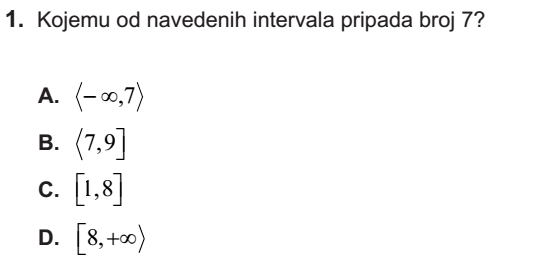 1. Kojemu od navedenih intervala pripada broj 7?
A. ⟨−∞,7⟩
B. ⟨7,9]
C. [1,8]
D. [8,+∞⟩